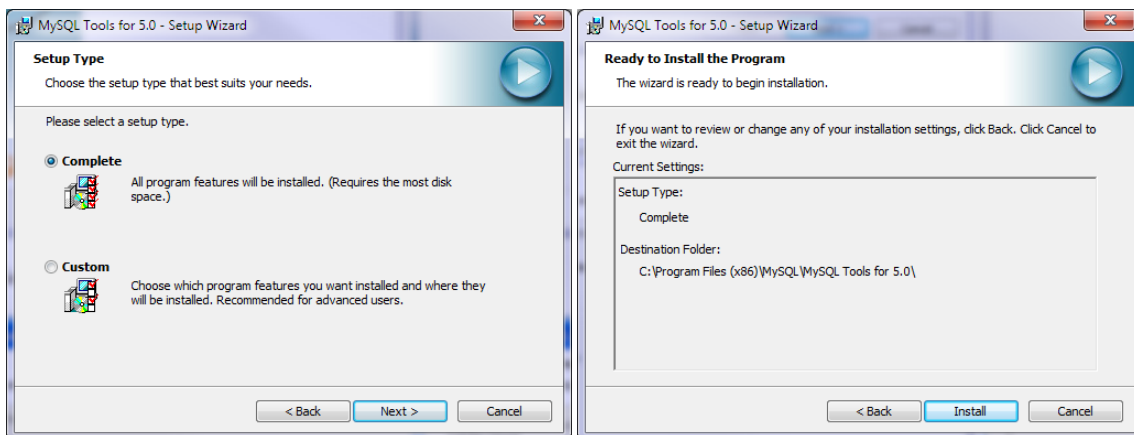 MySQL Tools for 5.0 - Setup Wizard
Setup Type
Choose the setup type that best suits your needs.
Please select a setup type.
Complete
All program features will be installed. (Requires the most disk
space.)
Custom
Choose which program features you want installed and where they
will be installed. Recommended for advanced users.
< Back
Next >
Cancel
MySQL Tools for 5.0 - Setup Wizard
Ready to Install the Program
The wizard is ready to begin installation.
If you want to review or change any of your installation settings, click Back. Click Cancel to
exit the wizard.
Current Settings:
Setup Type:
Complete
Destination Folder:
C:\Program Files (x86)\MySQL\MySQL Tools for 5.0\
< Back
Install
Cancel